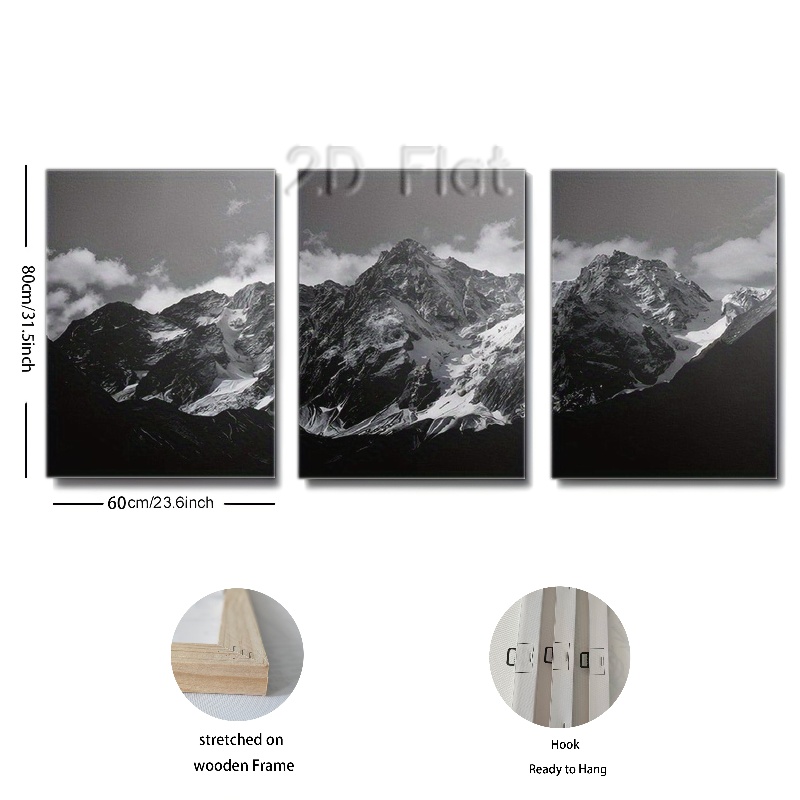 2D Flat
80cm/31.5inch
60cm/23.6inch
stretched on
wooden Frame
Hook
Ready to Hang